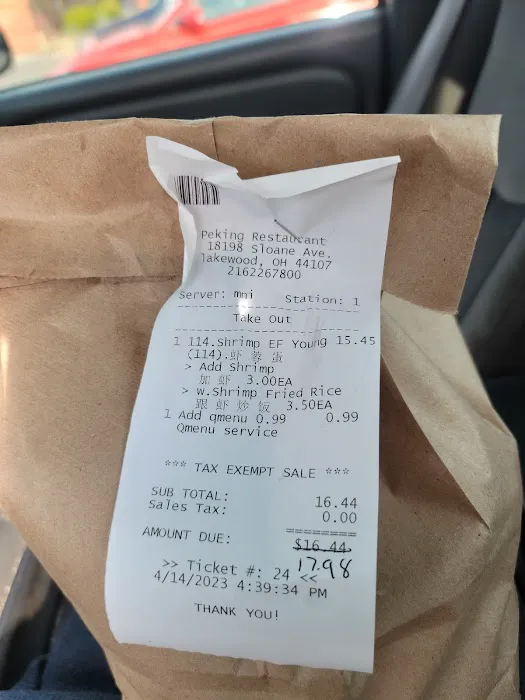 Peking Restaurant
18198 Sloane Ave.
lakewood, OH 44107
2162267800
Server: mni Station: 1
Take Out
1 114.Shrimp EF Young 15.45
(114).虾 蓉 蛋
> Add Shrimp
加 虾 3.00EA
> w.Shrimp Fried Rice
跟 虾 炒 饭 3.50EA
1 Add qmenu 0.99 0.99
Qmenu service
*** TAX EXEMPT SALE ***
SUB TOTAL: 16.44
Sales Tax: 0.00
AMOUNT DUE: $16.44
17.98
>> Ticket #: 24 <<
4/14/2023 4:39:34 PM
THANK YOU!